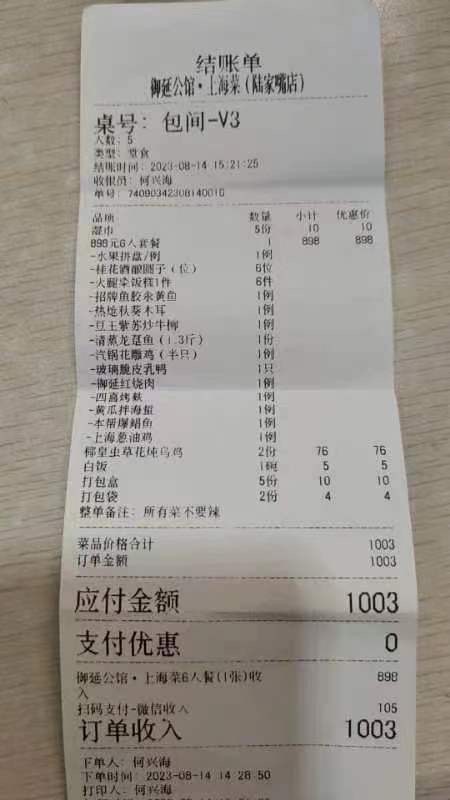 结账单
御延公馆·上海菜(陆家嘴店)
桌号: 包间-V3
人数: 5
类型: 堂食
结账时间: 2023-08-14 15:21:25
收银员: 何兴海
单号: 74090342308140010
品项 数量 小计 优惠价
湿巾 5份 10 10
898元6人套餐 1 898 898
-水果拼盘/例 1例
-桂花酒酿圆子(位) 6位
-火腿染饭糕1件 6件
-招牌鱼胶汆黄鱼 1例
-热炝秋葵木耳 1例
-豆王紫苏炒牛柳 1例
-清蒸龙趸鱼(1.3斤) 1份
-汽锅花雕鸡(半只) 1例
-玻璃脆皮乳鸭 1只
-御延红烧肉 1例
-四喜烤麸 1例
-黄瓜拌海蜇 1例
-本帮爆鳝鱼 1例
-上海葱油鸡 1例
椰皇虫草花炖乌鸡 2份 76 76
白饭 1碗 5 5
打包盒 5份 10 10
打包袋 2份 4 4
整单备注: 所有菜不要辣
菜品价格合计 1003
订单金额 1003
应付金额 1003
支付优惠 0
御延公馆·上海菜6人餐(1张)收 898
入
扫码支付-微信收入 105
订单收入 1003
下单人: 何兴海
下单时间: 2023-08-14 14:28:50
打印人: 何兴海